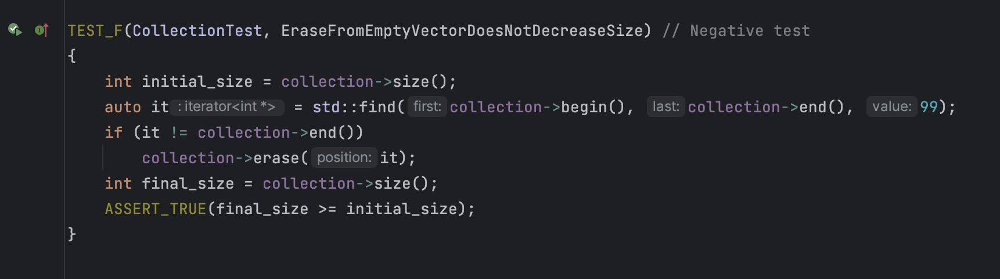 TEST_F(CollectionTest, EraseFromEmptyVectorDoesNotDecreaseSize) // Negative test
{
    int initial_size = collection->size();
    auto it : iterator<int *> = std::find( first: collection->begin(), last: collection->end(), value: 99);
    if (it != collection->end())
        collection->erase( position: it);
    int final_size = collection->size();
    ASSERT_TRUE(final_size >= initial_size);
}